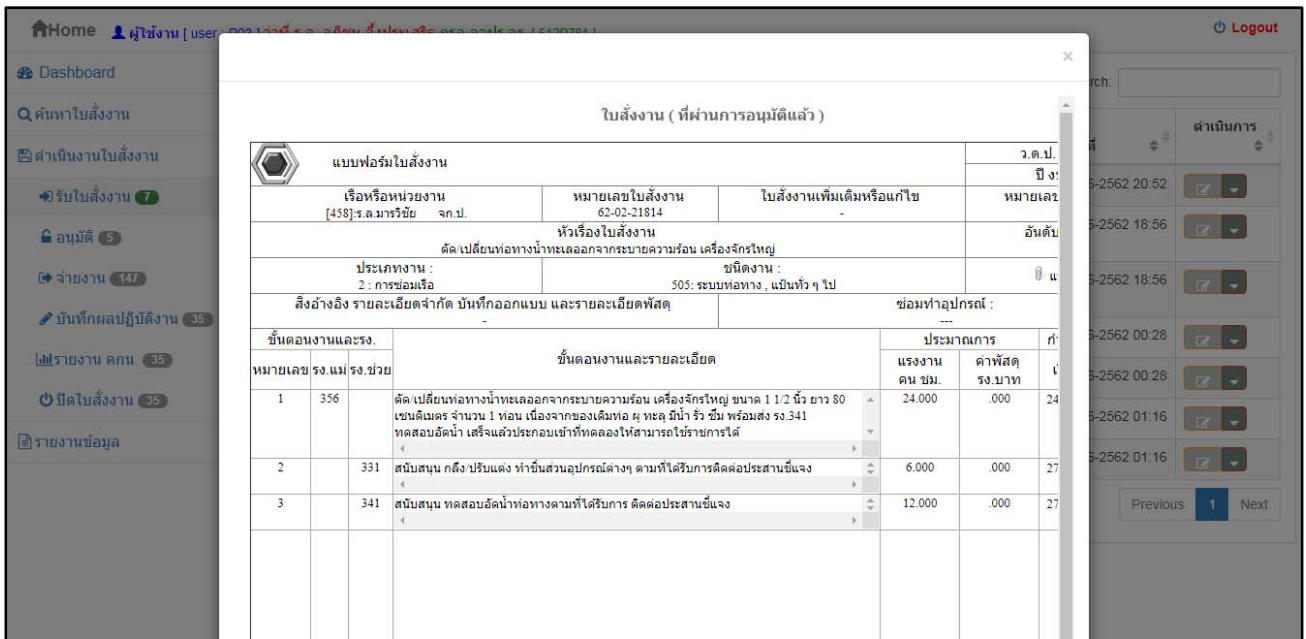 Home ผู้ใช้งาน [ user Logout
Dashboard
ค้นหาใบสั่งงาน
ดำเนินงานใบสั่งงาน
รับใบสั่งงาน 7
อนุมัติ 5
จ่ายงาน 147
บันทึกผลปฏิบัติงาน 35
รายงาน คกน. 35
ปิดใบสั่งงาน 35
รายงานข้อมูล
×
ใบสั่งงาน ( ที่ผ่านการอนุมัติแล้ว )
แบบฟอร์มใบสั่งงาน ว.ด.ป.
ปี
เรือหรือหน่วยงาน หมายเลขใบสั่งงาน ใบสั่งงานเพิ่มเติมหรือแก้ไข
[458]:ร.ล.มารวิชัย จก.ป. 62-02-21814 -
หัวเรื่องใบสั่งงาน
ตัด/เปลี่ยนท่อทางน้ำทะเลออกจากระบายความร้อน เครื่องจักรใหญ่
ประเภทงาน : ชนิดงาน :
2 : การซ่อมเรือ 505: ระบบท่อทาง , แป้นทั่ว ๆ ไป
สิ่งอ้างอิง รายละเอียดจำกัด บันทึกออกแบบ และรายละเอียดพัสดุ ซ่อมทำอุปกรณ์ :
- ---
ขั้นตอนงานและรง. ขั้นตอนงานและรายละเอียด ประมาณการ
หมายเลข รง.แม่ รง.ช่วย แรงงาน ค่าพัสดุ
คน ชม. รง.บาท
1 356 ตัด/เปลี่ยนท่อทางน้ำทะเลออกจากระบายความร้อน เครื่องจักรใหญ่ ขนาด 1 1/2 นิ้ว ยาว 80 24.000 .000 24
เซนติเมตร จำนวน 1 ท่อน เนื่องจากของเดิมท่อ ผุ ทะลุ มีน้ำ รั่ว ซึม พร้อมส่ง รง.341
ทดสอบอัดน้ำ เสร็จแล้วประกอบเข้าที่ทดลองให้สามารถใช้ราชการได้
2 331 สนับสนุน กลึง/ปรับแต่ง ทำชิ้นส่วนอุปกรณ์ต่างๆ ตามที่ได้รับการติดต่อประสานชี้แจง 6.000 .000 27
3 341 สนับสนุน ทดสอบอัดน้ำท่อทางตามที่ได้รับการ ติดต่อประสานชี้แจง 12.000 .000 27
rch:
ดำเนินการ
-2562 20:52
-2562 18:56
-2562 18:56
-2562 00:28
-2562 00:28
-2562 01:16
-2562 01:16
Previous 1 Next